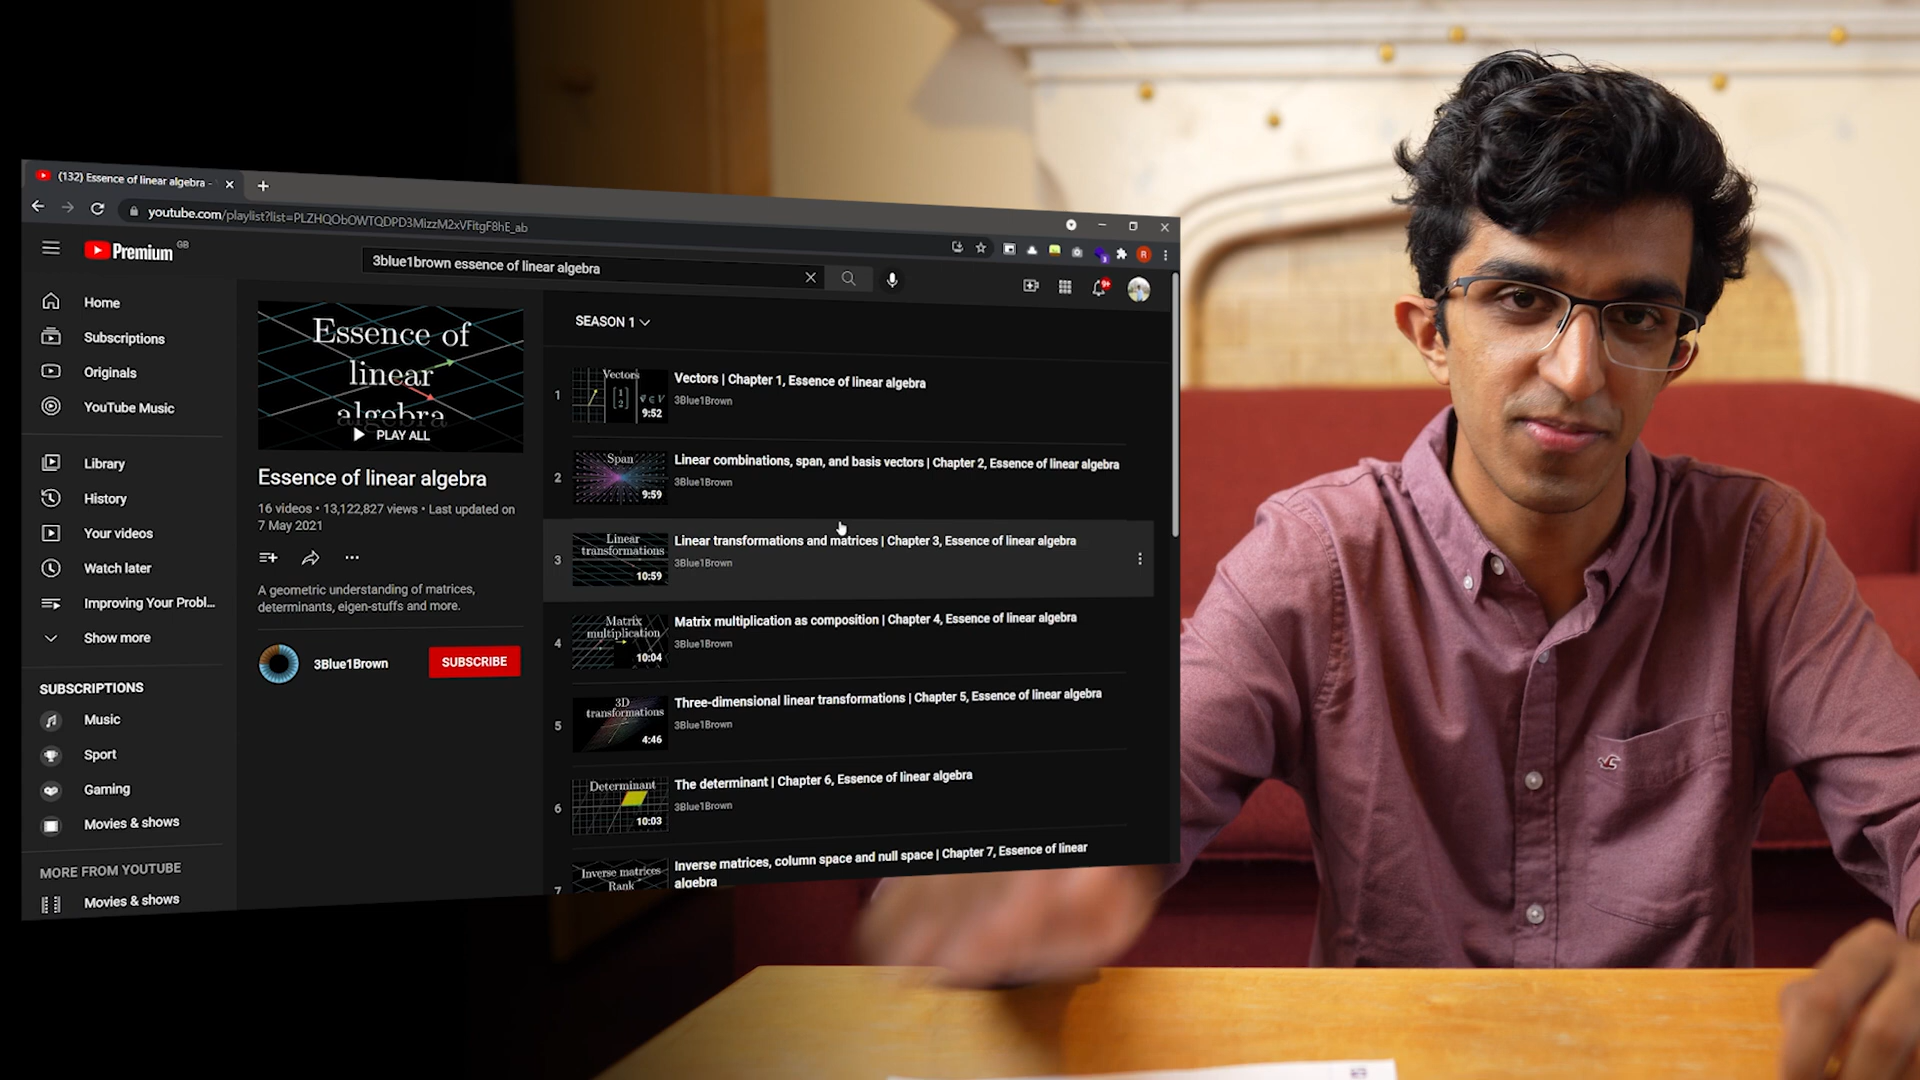 (132) Essence of linear algebra -
youtube.com/playlist?list=PLZHQObOWTQDPD3MizzM2xVFitgF8hE_ab
Premium GB
3blue1brown essence of linear algebra
9+
R
Home
Subscriptions
Originals
YouTube Music
Library
History
Your videos
Watch later
Improving Your Probl...
Show more
SUBSCRIPTIONS
Music
Sport
Gaming
Movies & shows
MORE FROM YOUTUBE
Movies & shows
Essence of
linear
algebra
PLAY ALL
Essence of linear algebra
16 videos • 13,122,827 views • Last updated on
7 May 2021
A geometric understanding of matrices,
determinants, eigen-stuffs and more.
3Blue1Brown
SUBSCRIBE
SEASON 1
1
Vectors
9:52
Vectors | Chapter 1, Essence of linear algebra
3Blue1Brown
2
Span
9:59
Linear combinations, span, and basis vectors | Chapter 2, Essence of linear algebra
3Blue1Brown
3
Linear
transformations
10:59
Linear transformations and matrices | Chapter 3, Essence of linear algebra
3Blue1Brown
4
Matrix
multiplication
10:04
Matrix multiplication as composition | Chapter 4, Essence of linear algebra
3Blue1Brown
5
3D
transformations
4:46
Three-dimensional linear transformations | Chapter 5, Essence of linear algebra
3Blue1Brown
6
Determinant
10:03
The determinant | Chapter 6, Essence of linear algebra
3Blue1Brown
7
Inverse matrices
Rank
Inverse matrices, column space and null space | Chapter 7, Essence of linear
algebra